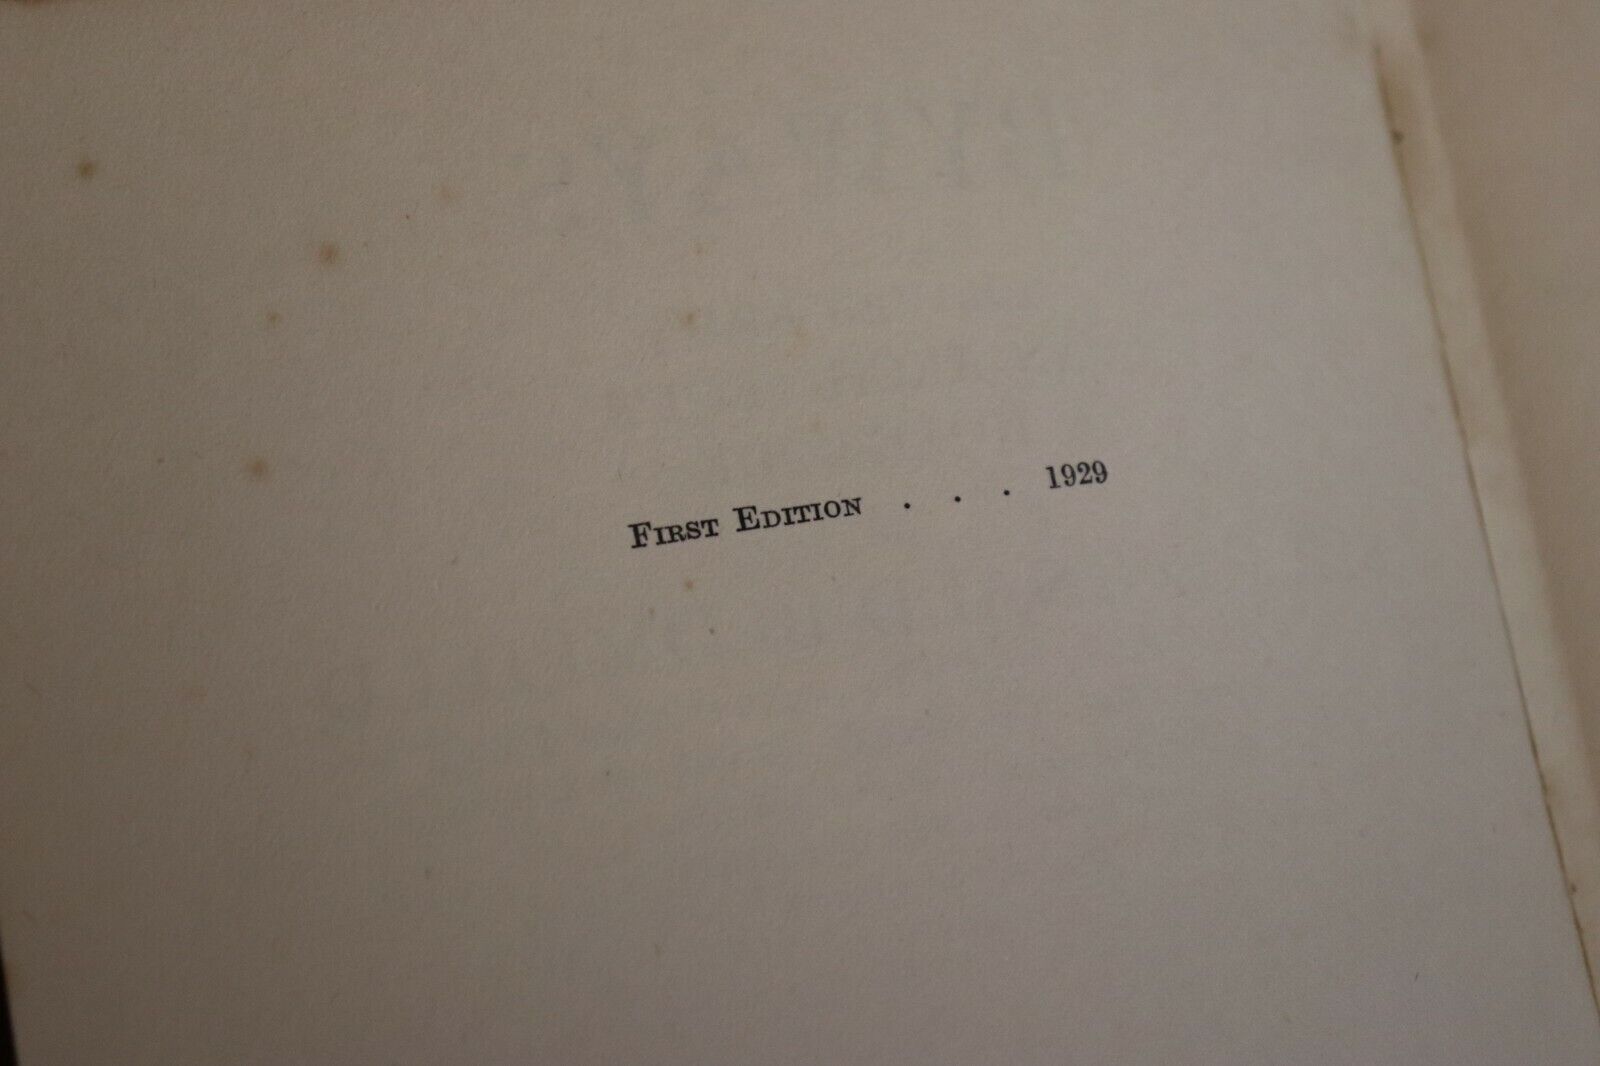 First Edition . . . 1929